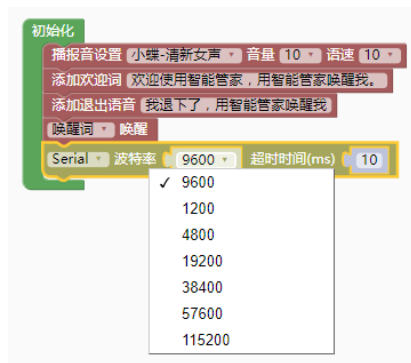 初始化
播报音设置 小蝶-清新女声 音量 10 语速 10
添加欢迎词 欢迎使用智能管家，用智能管家唤醒我。
添加退出语音 我退下了，用智能管家唤醒我
唤醒词 唤醒
Serial 波特率 9600 超时时间(ms) 10
✓ 9600
1200
4800
19200
38400
57600
115200